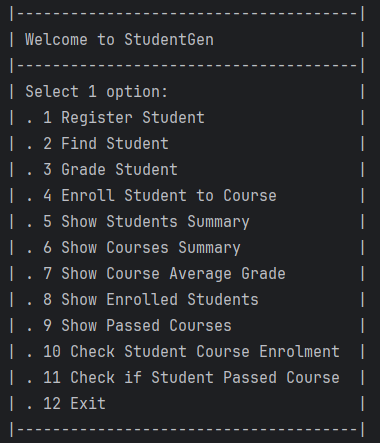 |--------------------------------------|
| Welcome to StudentGen                |
|--------------------------------------|
| Select 1 option:                     |
| . 1 Register Student                 |
| . 2 Find Student                     |
| . 3 Grade Student                    |
| . 4 Enroll Student to Course         |
| . 5 Show Students Summary            |
| . 6 Show Courses Summary             |
| . 7 Show Course Average Grade        |
| . 8 Show Enrolled Students           |
| . 9 Show Passed Courses              |
| . 10 Check Student Course Enrolment  |
| . 11 Check if Student Passed Course  |
| . 12 Exit                            |
|--------------------------------------|